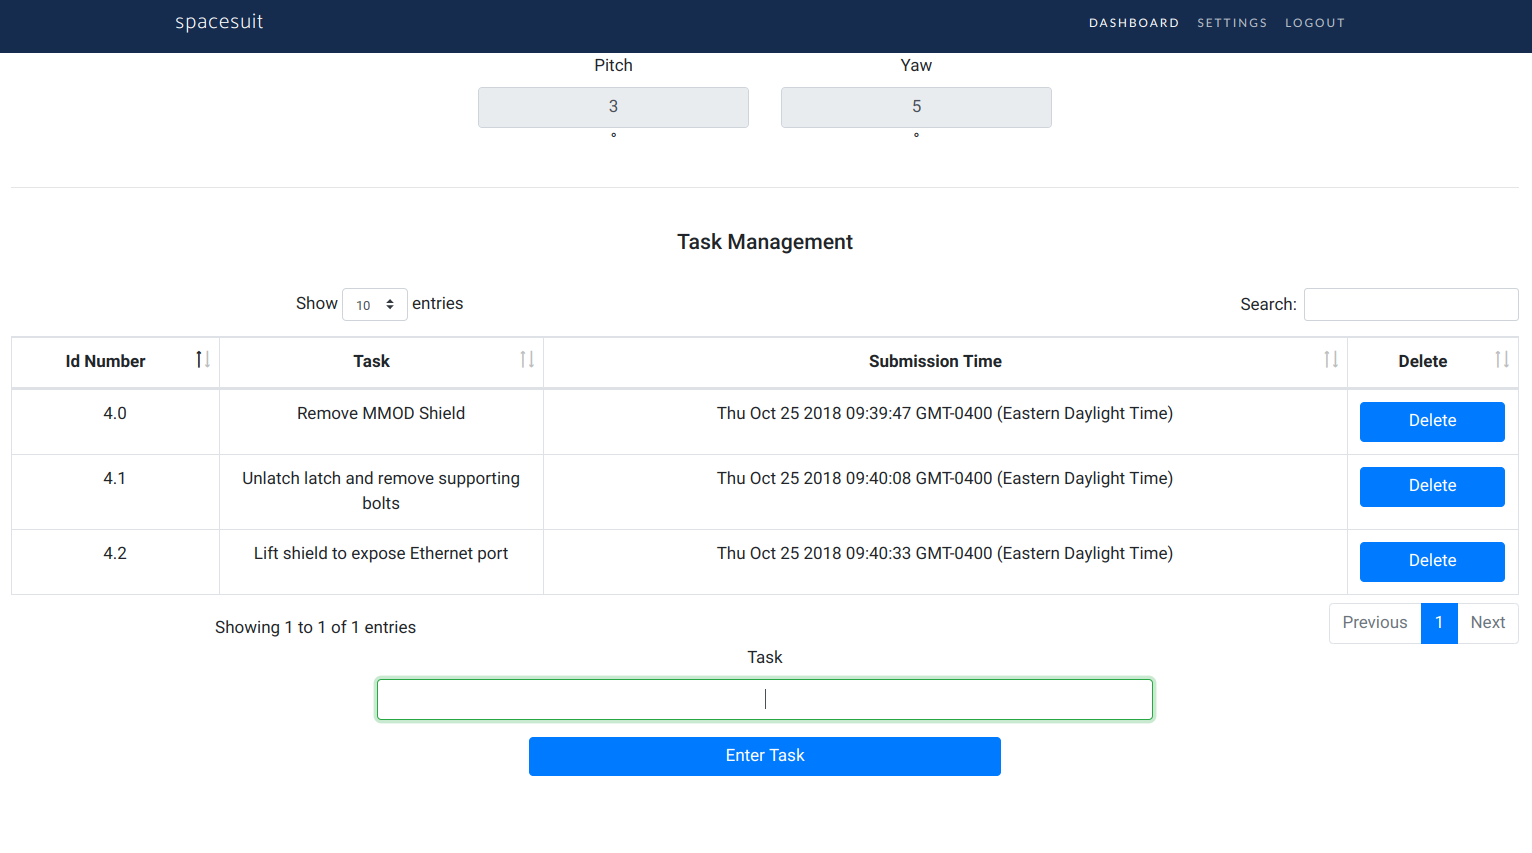 spacesuit
DASHBOARD SETTINGS LOGOUT
Pitch Yaw
3 5
° °
Task Management
Show 10 entries Search:
Id Number Task Submission Time Delete
4.0 Remove MMOD Shield Thu Oct 25 2018 09:39:47 GMT-0400 (Eastern Daylight Time) Delete
4.1 Unlatch latch and remove supporting Thu Oct 25 2018 09:40:08 GMT-0400 (Eastern Daylight Time) Delete
bolts
4.2 Lift shield to expose Ethernet port Thu Oct 25 2018 09:40:33 GMT-0400 (Eastern Daylight Time) Delete
Showing 1 to 1 of 1 entries Previous 1 Next
Task
Enter Task